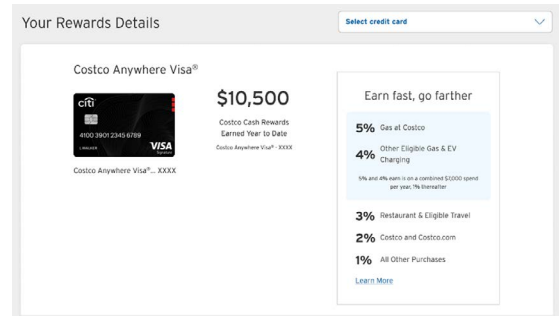 Your Rewards Details
Select credit card
Costco Anywhere Visa®
citi
4100 3901 2345 6789
L WALKER
VISA
Signature
Costco Anywhere Visa®... XXXX
$10,500
Costco Cash Rewards
Earned Year to Date
Costco Anywhere Visa® - XXXX
Earn fast, go farther
5% Gas at Costco
4% Other Eligible Gas & EV
Charging
5% and 4% earn is on a combined $7,000 spend
per year, 1% thereafter
3% Restaurant & Eligible Travel
2% Costco and Costco.com
1% All Other Purchases
Learn More